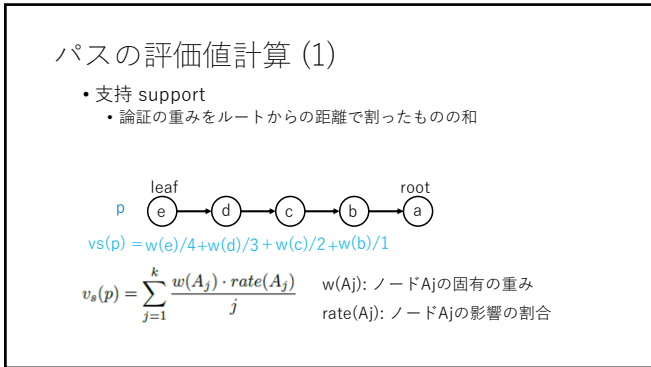 パスの評価値計算 (1)
• 支持 support
• 論証の重みをルートからの距離で割ったものの和
leaf root
p e d c b a
vs(p) = w(e)/4+w(d)/3+w(c)/2+w(b)/1
v_s(p) = \sum_{j=1}^{k} \frac{w(A_j) \cdot rate(A_j)}{j}
w(Aj): ノードAjの固有の重み
rate(Aj): ノードAjの影響の割合